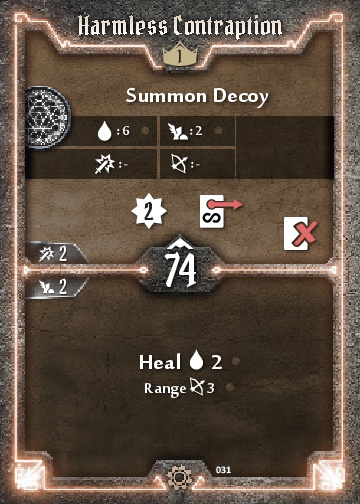 Harmless Contraption
1
Summon Decoy
:6 :2
:- :-
2 S
2
74
2
Heal 2
Range 3
031